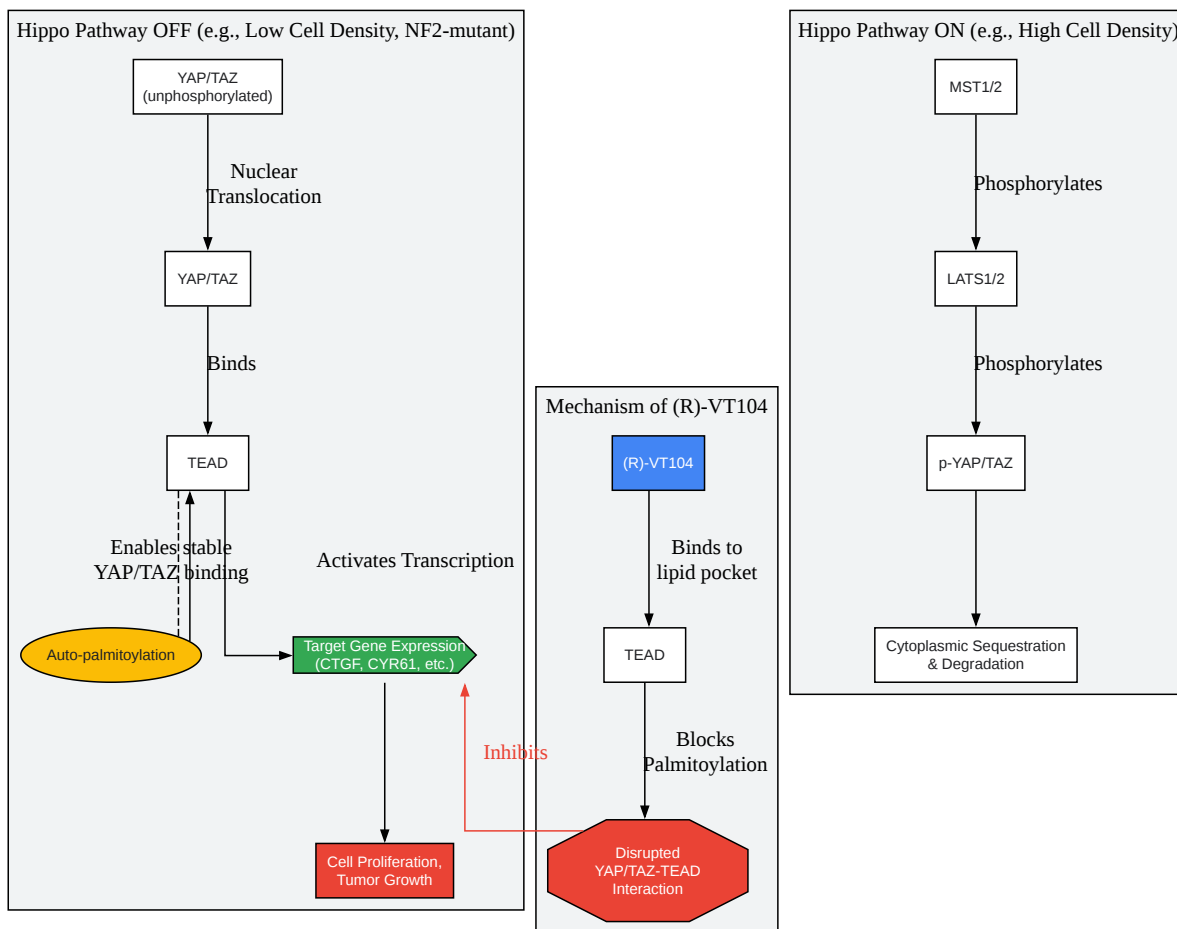 Hippo Pathway OFF (e.g., Low Cell Density, NF2-mutant)
YAP/TAZ
(unphosphorylated)
Nuclear
Translocation
YAP/TAZ
Binds
TEAD
Enables stable
YAP/TAZ binding
Activates Transcription
Auto-palmitoylation
Target Gene Expression
(CTGF, CYR61, etc.)
Inhibits
Cell Proliferation,
Tumor Growth
Mechanism of (R)-VT104
(R)-VT104
Binds to
lipid pocket
TEAD
Blocks
Palmitoylation
Disrupted
YAP/TAZ-TEAD
Interaction
Hippo Pathway ON (e.g., High Cell Density)
MST1/2
Phosphorylates
LATS1/2
Phosphorylates
p-YAP/TAZ
Cytoplasmic Sequestration
& Degradation